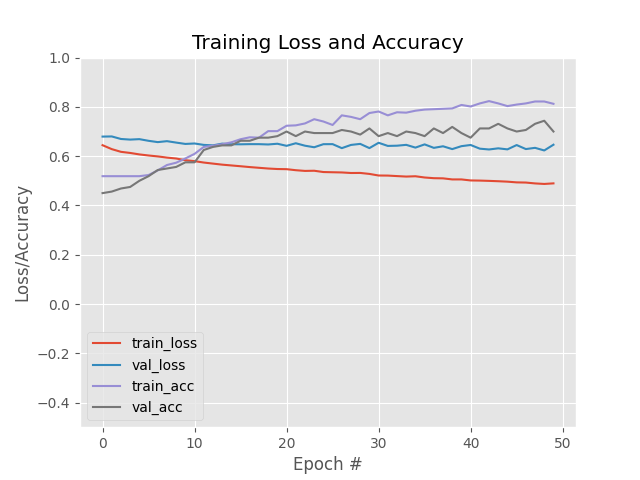 Training Loss and Accuracy
1.0
0.8
0.6
0.4
0.2
0.0
−0.2
−0.4
Loss/Accuracy
train_loss
val_loss
train_acc
val_acc
0 10 20 30 40 50
Epoch #